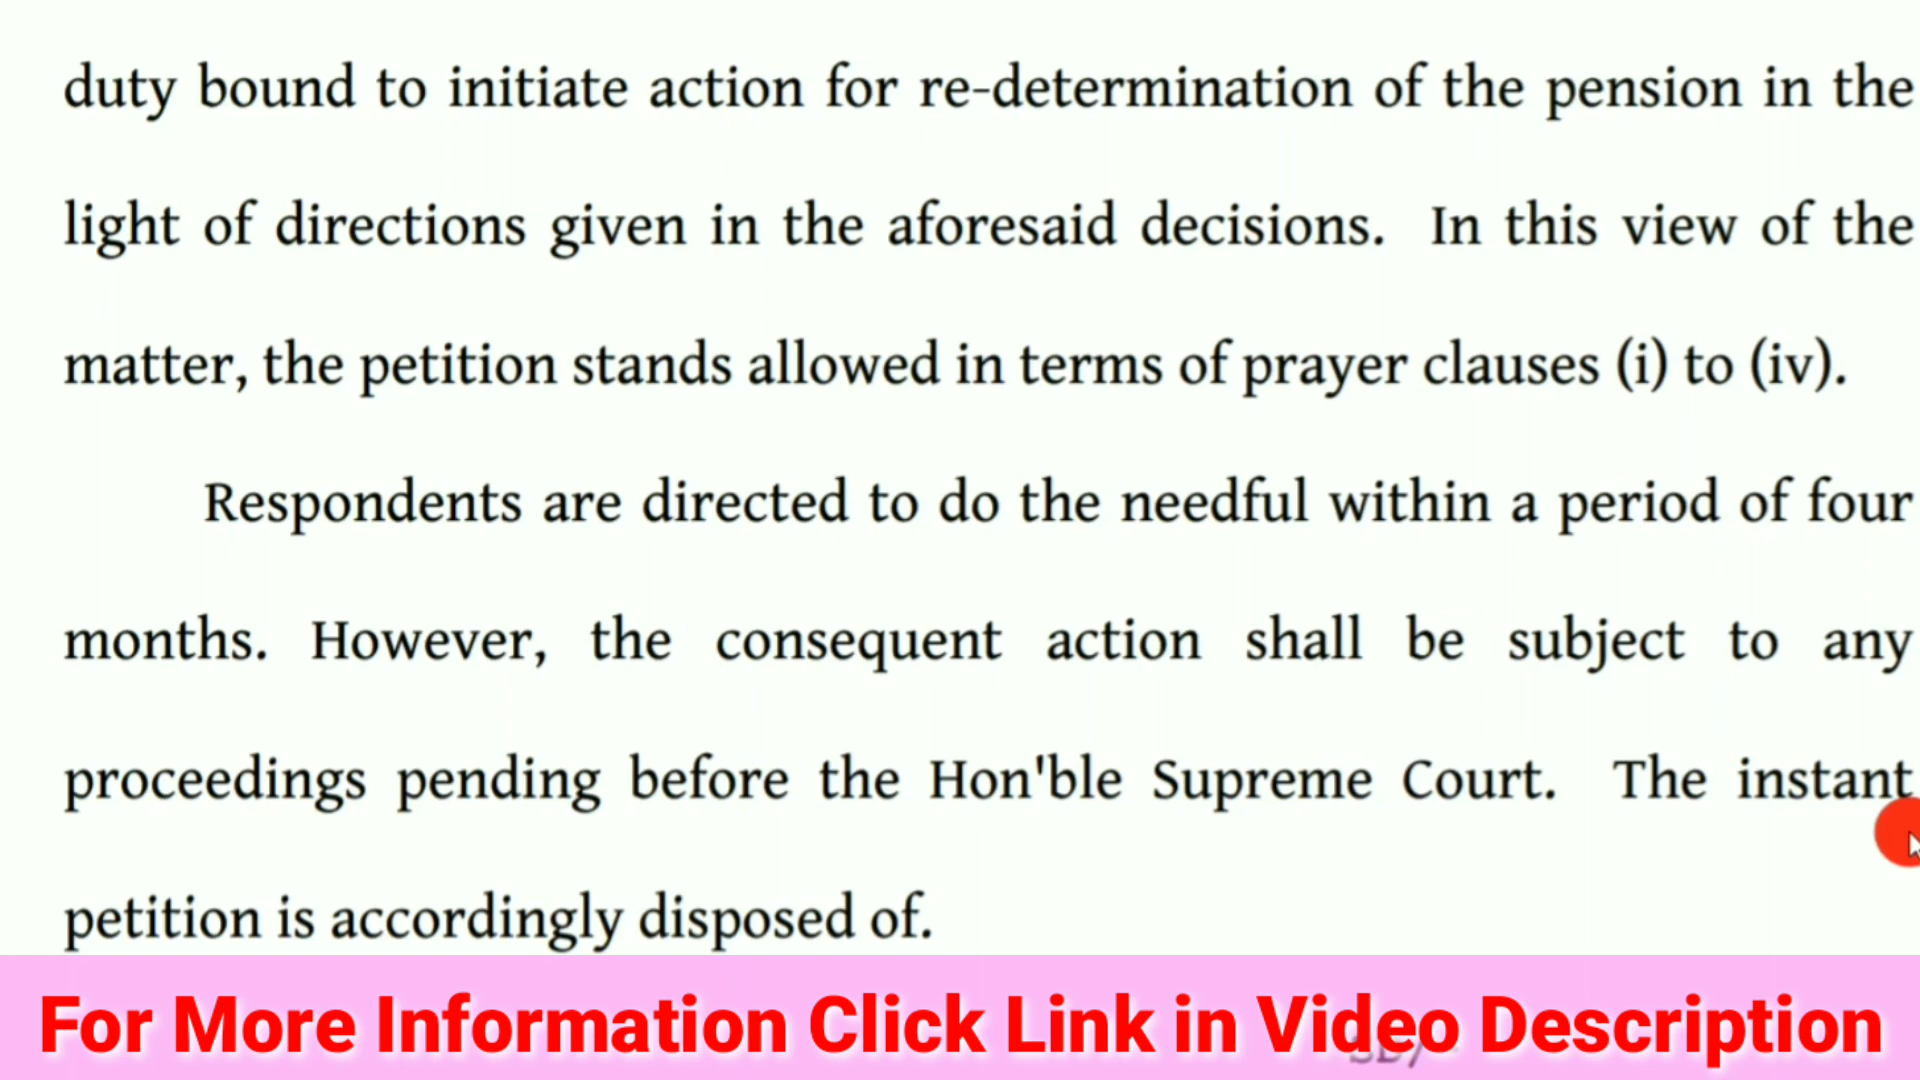 duty bound to initiate action for re-determination of the pension in the
light of directions given in the aforesaid decisions. In this view of the
matter, the petition stands allowed in terms of prayer clauses (i) to (iv).
Respondents are directed to do the needful within a period of four
months. However, the consequent action shall be subject to any
proceedings pending before the Hon'ble Supreme Court. The instant
petition is accordingly disposed of.
For More Information Click Link in Video Description